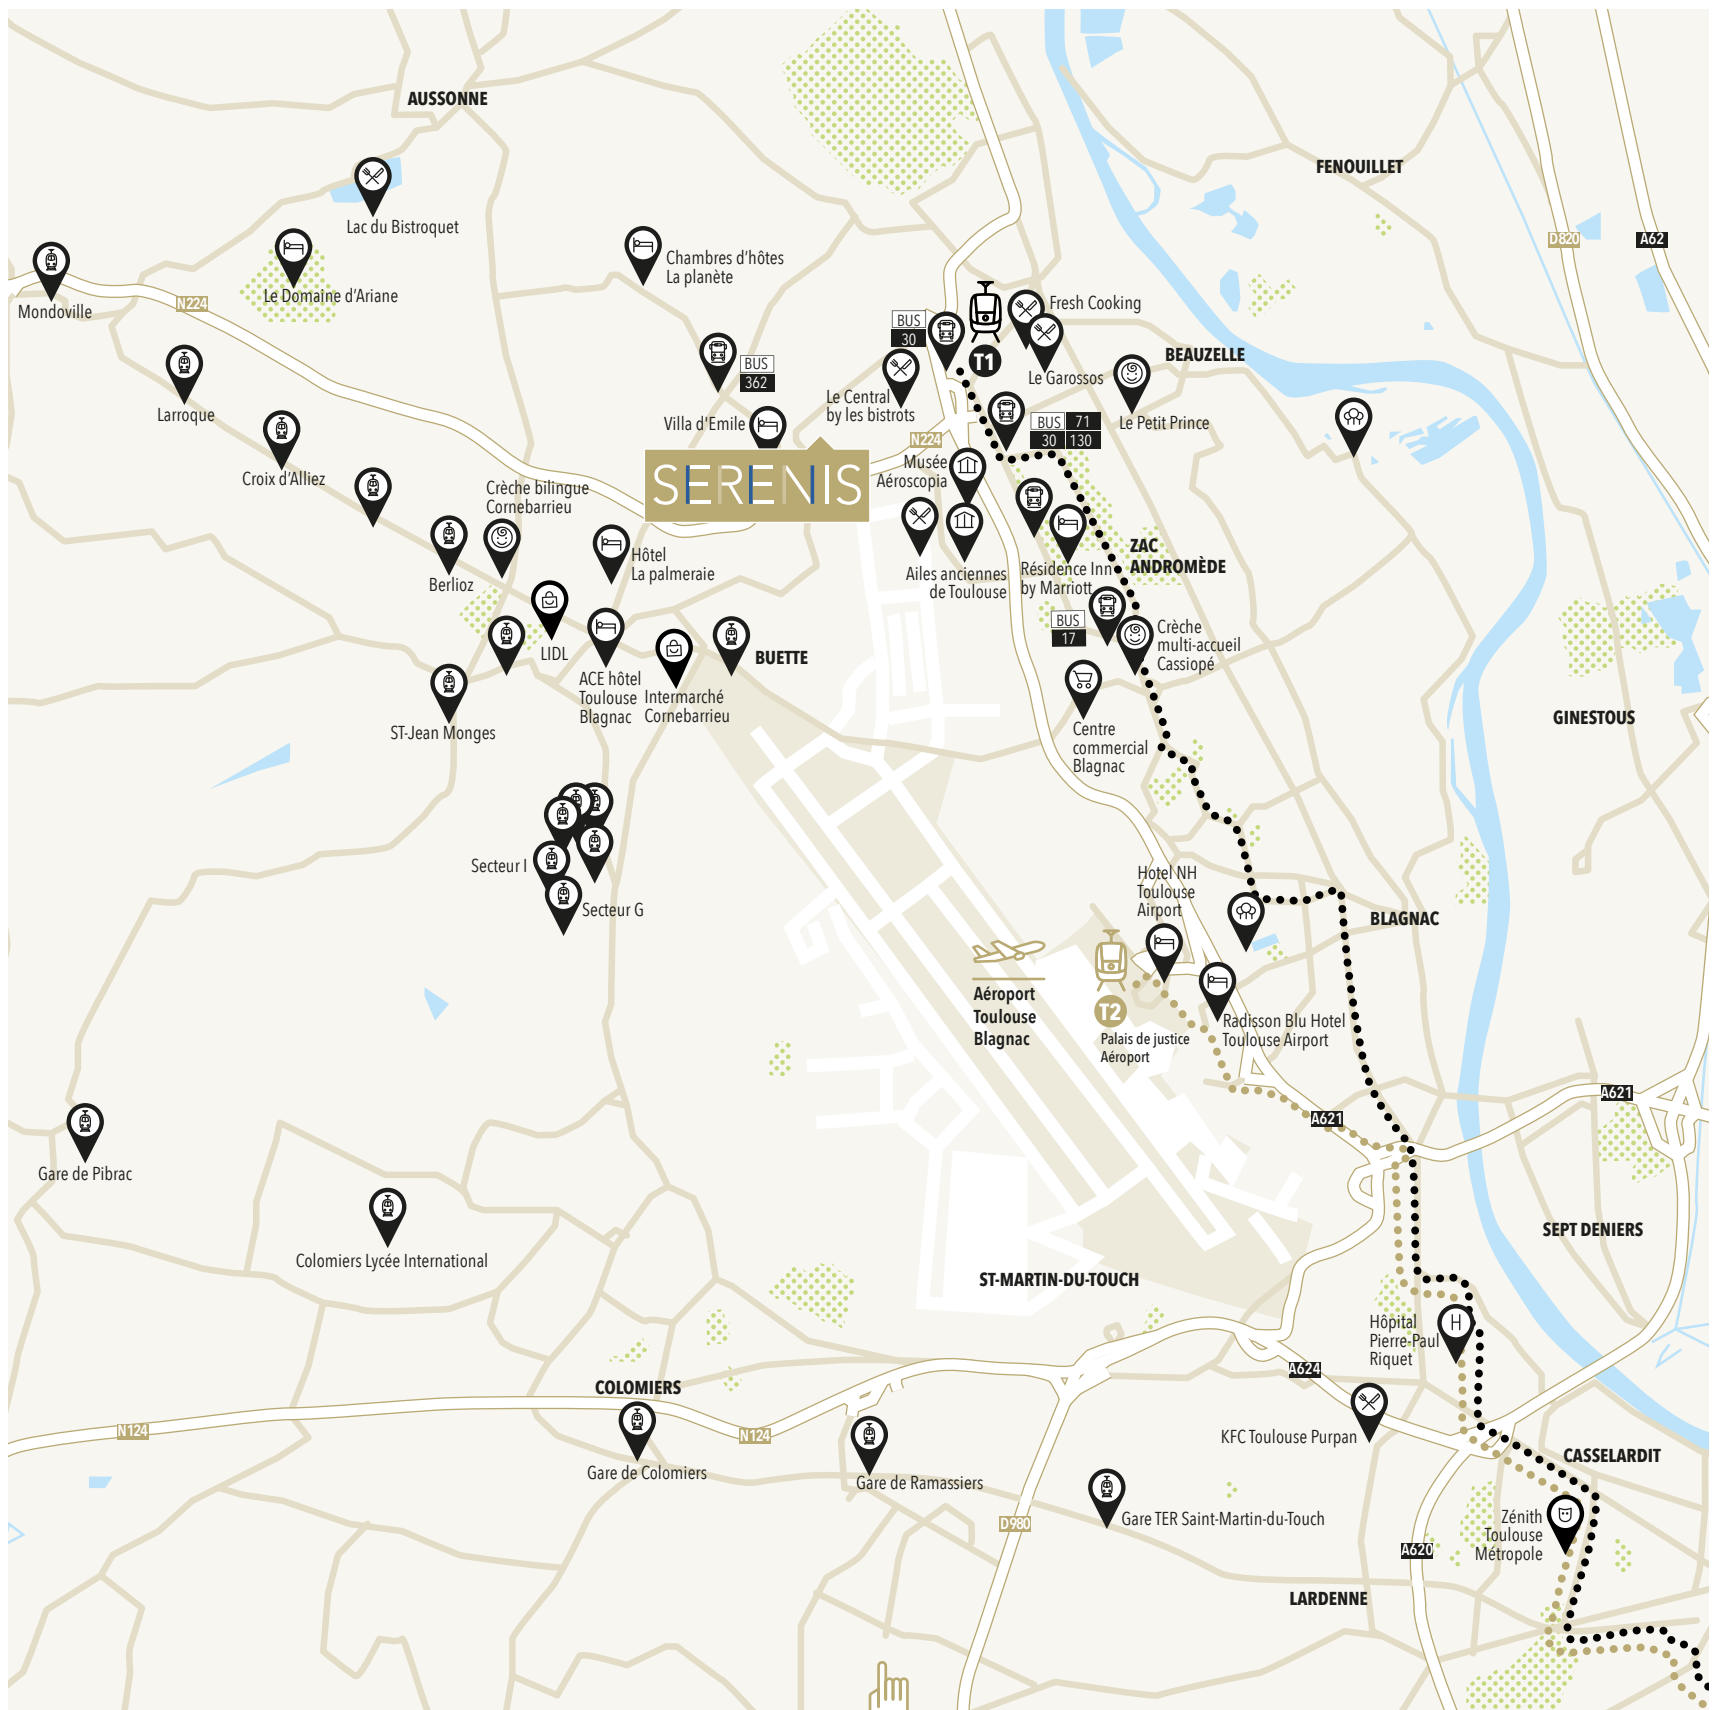 AUSSONNE
FENOUILLET
Lac du Bistroquet
D820
A62
Chambres d'hôtes
La planète
Le Domaine d'Ariane
Mondoville
N224
Fresh Cooking
BUS
30
T1
BEAUZELLE
BUS
362
Le Garossos
Larroque
Le Central
by les bistrots
Villa d'Emile
BUS
71
30
130
Le Petit Prince
N224
Musée
Aéroscopia
SERENIS
Croix d'Alliez
Crèche bilingue
Cornebarrieu
Hôtel
La palmeraie
ZAC
ANDROMÈDE
Berlioz
Ailes anciennes
de Toulouse
Résidence Inn
by Marriott
BUS
17
Crèche
multi-accueil
Cassiopé
LIDL
BUETTE
ACE hôtel
Toulouse
Blagnac
Intermarché
Cornebarrieu
ST-Jean Monges
Centre
commercial
Blagnac
GINESTOUS
Secteur I
Secteur G
Hotel NH
Toulouse
Airport
BLAGNAC
Aéroport
Toulouse
Blagnac
T2
Palais de justice
Aéroport
Radisson Blu Hotel
Toulouse Airport
A621
A621
Gare de Pibrac
Colomiers Lycée International
SEPT DENIERS
ST-MARTIN-DU-TOUCH
H
Hôpital
Pierre-Paul
Riquet
A624
COLOMIERS
N124
N124
KFC Toulouse Purpan
CASSELARDIT
Gare de Colomiers
Gare de Ramassiers
D980
Gare TER Saint-Martin-du-Touch
Zénith
Toulouse
Métropole
A620
LARDENNE